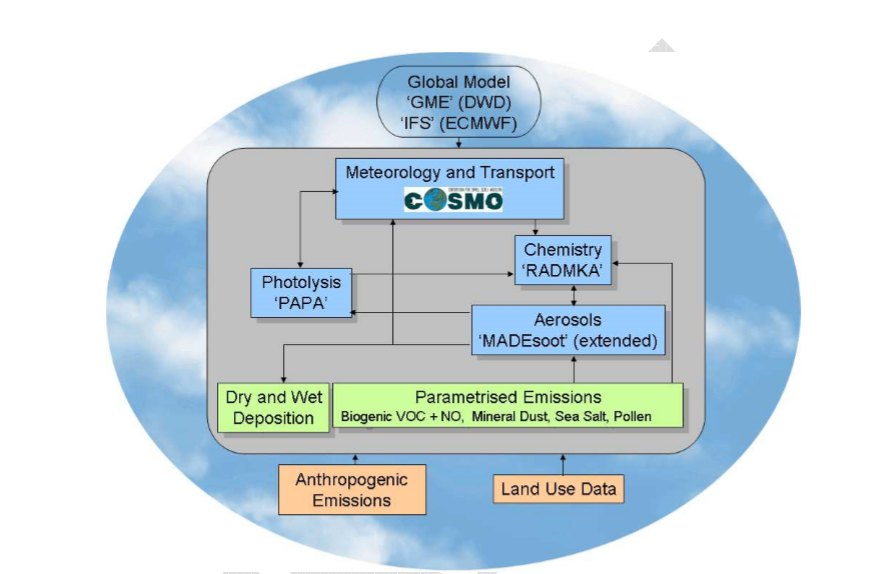 Global Model
‘GME’ (DWD)
‘IFS’ (ECMWF)
Meteorology and Transport
COSMO
Chemistry
‘RADMKA’
Photolysis
‘PAPA’
Aerosols
‘MADEsoot’ (extended)
Dry and Wet
Deposition
Parametrised Emissions
Biogenic VOC + NO, Mineral Dust, Sea Salt, Pollen
Anthropogenic
Emissions
Land Use Data